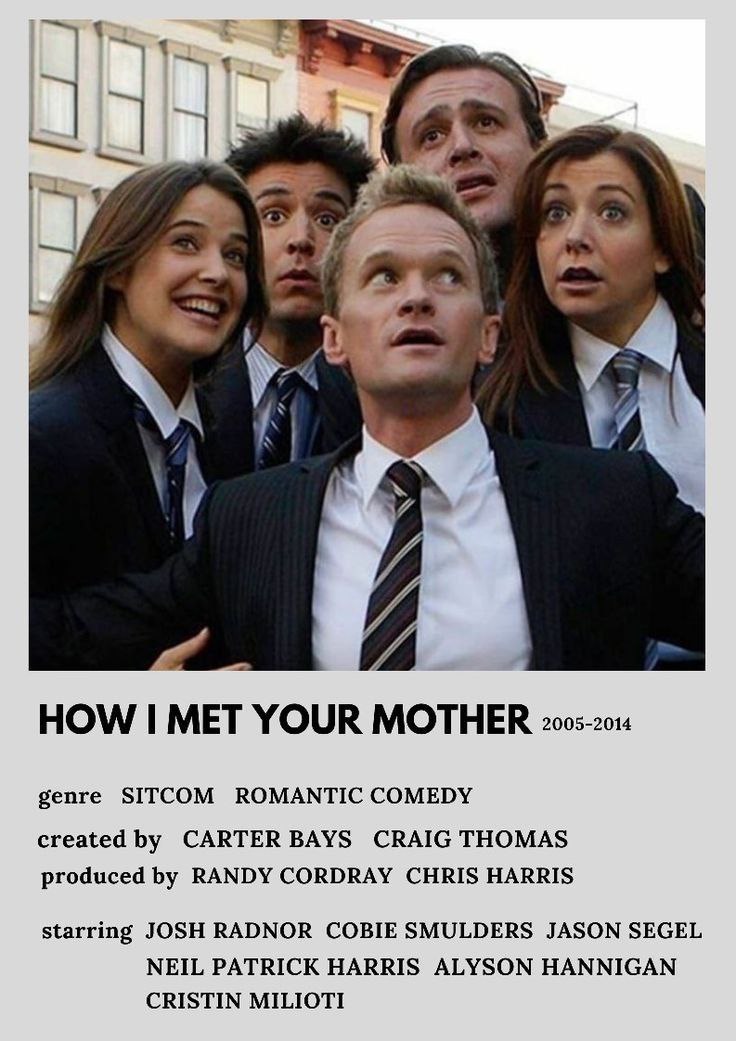 HOW I MET YOUR MOTHER 2005-2014
genre SITCOM ROMANTIC COMEDY
created by CARTER BAYS CRAIG THOMAS
produced by RANDY CORDRAY CHRIS HARRIS
starring JOSH RADNOR COBIE SMULDERS JASON SEGEL
NEIL PATRICK HARRIS ALYSON HANNIGAN
CRISTIN MILIOTI